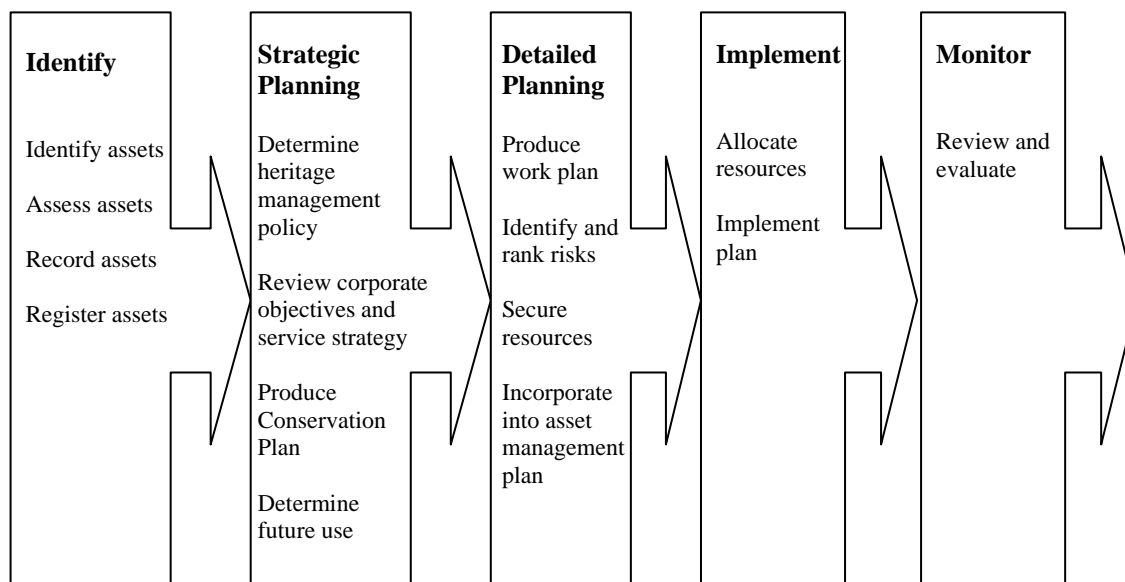 Identify
Identify assets
Assess assets
Record assets
Register assets
Strategic
Planning
Determine
heritage
management
policy
Review corporate
objectives and
service strategy
Produce
Conservation
Plan
Determine
future use
Detailed
Planning
Produce
work plan
Identify and
rank risks
Secure
resources
Incorporate
into asset
management
plan
Implement
Allocate
resources
Implement
plan
Monitor
Review and
evaluate